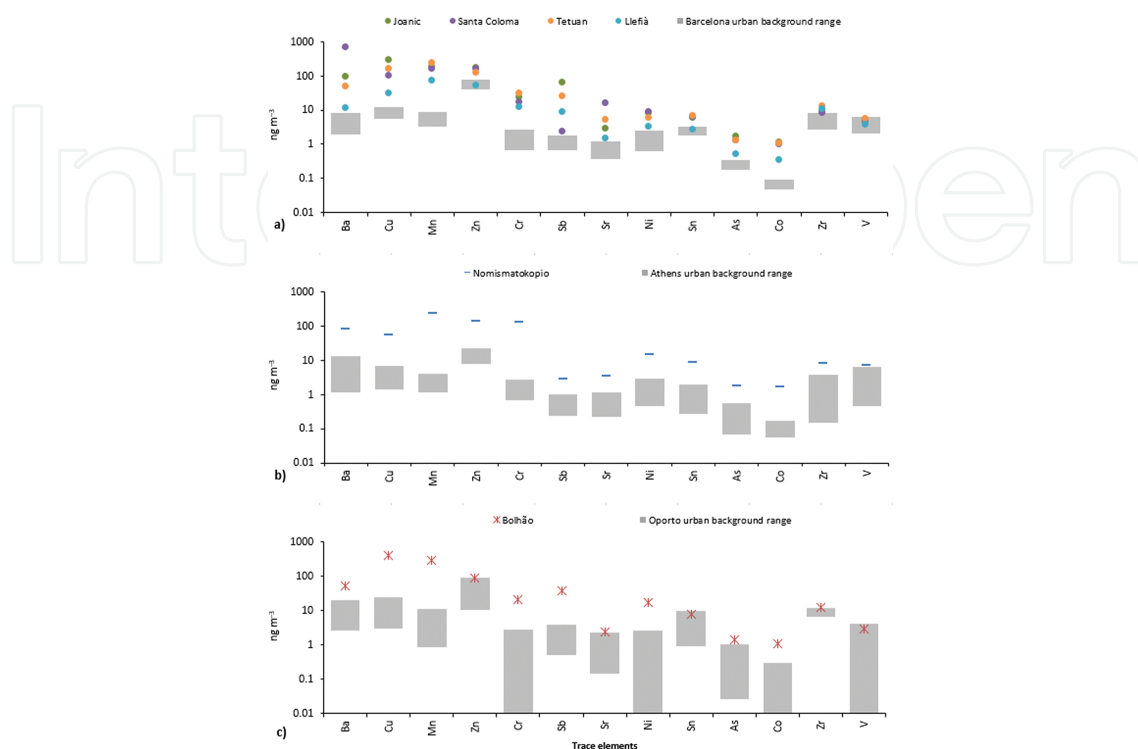 Joanic Santa Coloma Tetuan Llefià Barcelona urban background range
1000
100
10
1
0.1
0.01
ng m⁻³
a)
Ba Cu Mn Zn Cr Sb Sr Ni Sn As Co Zr V
Nomismatokopio Athens urban background range
1000
100
10
1
0.1
0.01
ng m⁻³
b)
Ba Cu Mn Zn Cr Sb Sr Ni Sn As Co Zr V
Bolhão Oporto urban background range
1000
100
10
1
0.1
0.01
ng m⁻³
c)
Ba Cu Mn Zn Cr Sb Sr Ni Sn As Co Zr V
Trace elements